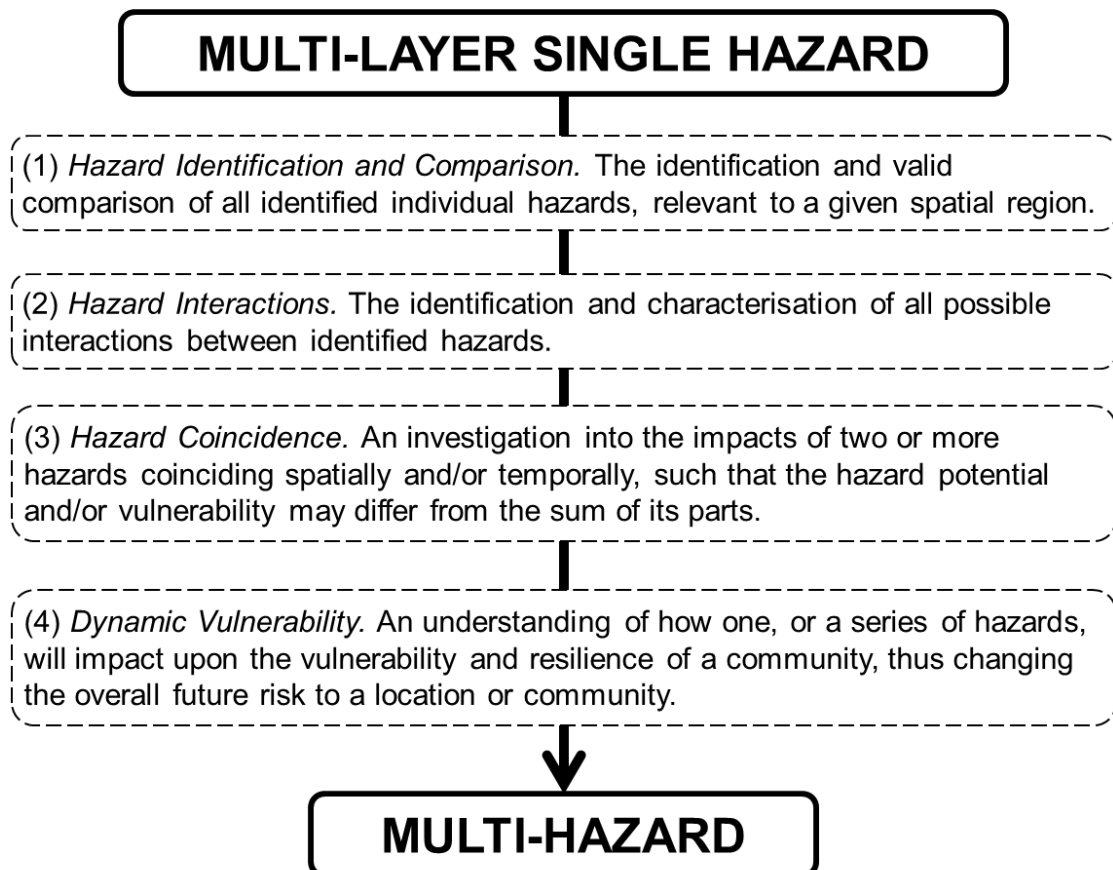 MULTI-LAYER SINGLE HAZARD
(1) Hazard Identification and Comparison. The identification and valid
comparison of all identified individual hazards, relevant to a given spatial region.
(2) Hazard Interactions. The identification and characterisation of all possible
interactions between identified hazards.
(3) Hazard Coincidence. An investigation into the impacts of two or more
hazards coinciding spatially and/or temporally, such that the hazard potential
and/or vulnerability may differ from the sum of its parts.
(4) Dynamic Vulnerability. An understanding of how one, or a series of hazards,
will impact upon the vulnerability and resilience of a community, thus changing
the overall future risk to a location or community.
MULTI-HAZARD